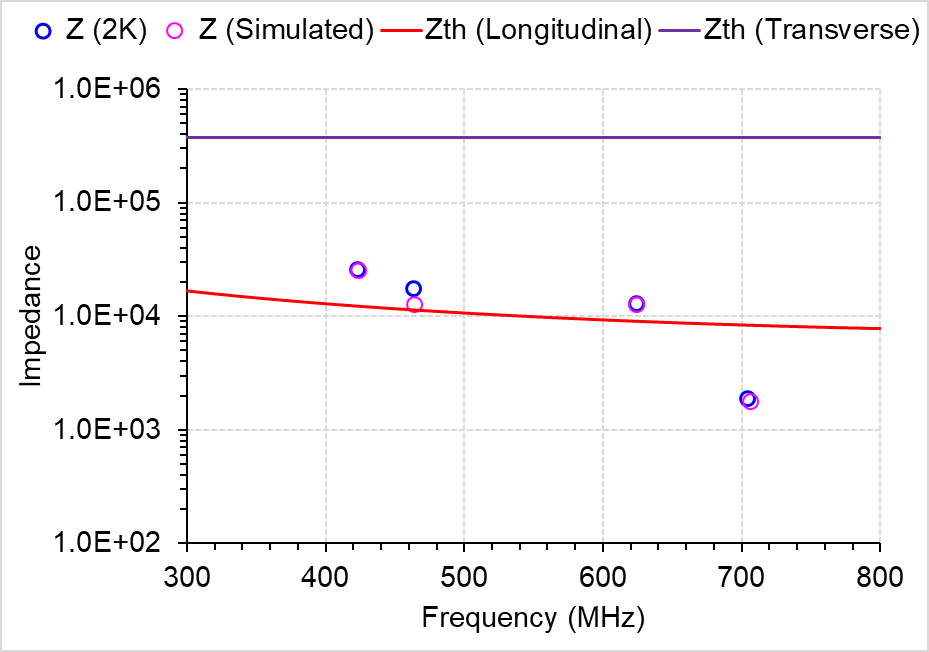 Z (2K) Z (Simulated) Zth (Longitudinal) Zth (Transverse)
1.0E+06
1.0E+05
1.0E+04
1.0E+03
1.0E+02
Impedance
300 400 500 600 700 800
Frequency (MHz)